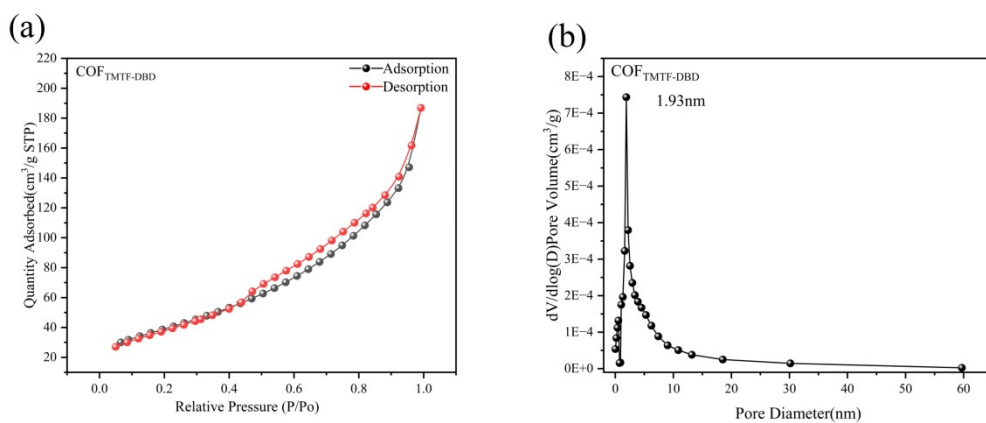 (a)
COFTMTF-DBD
Adsorption
Desorption
220
200
180
160
140
120
100
80
60
40
20
Quantity Adsorbed(cm³/g STP)
0.0 0.2 0.4 0.6 0.8 1.0
Relative Pressure (P/Po)
(b)
COFTMTF-DBD
1.93nm
8E−4
7E−4
6E−4
5E−4
4E−4
3E−4
2E−4
1E−4
0E+0
dV/dlog(D)Pore Volume(cm³/g)
0 10 20 30 40 50 60
Pore Diameter(nm)